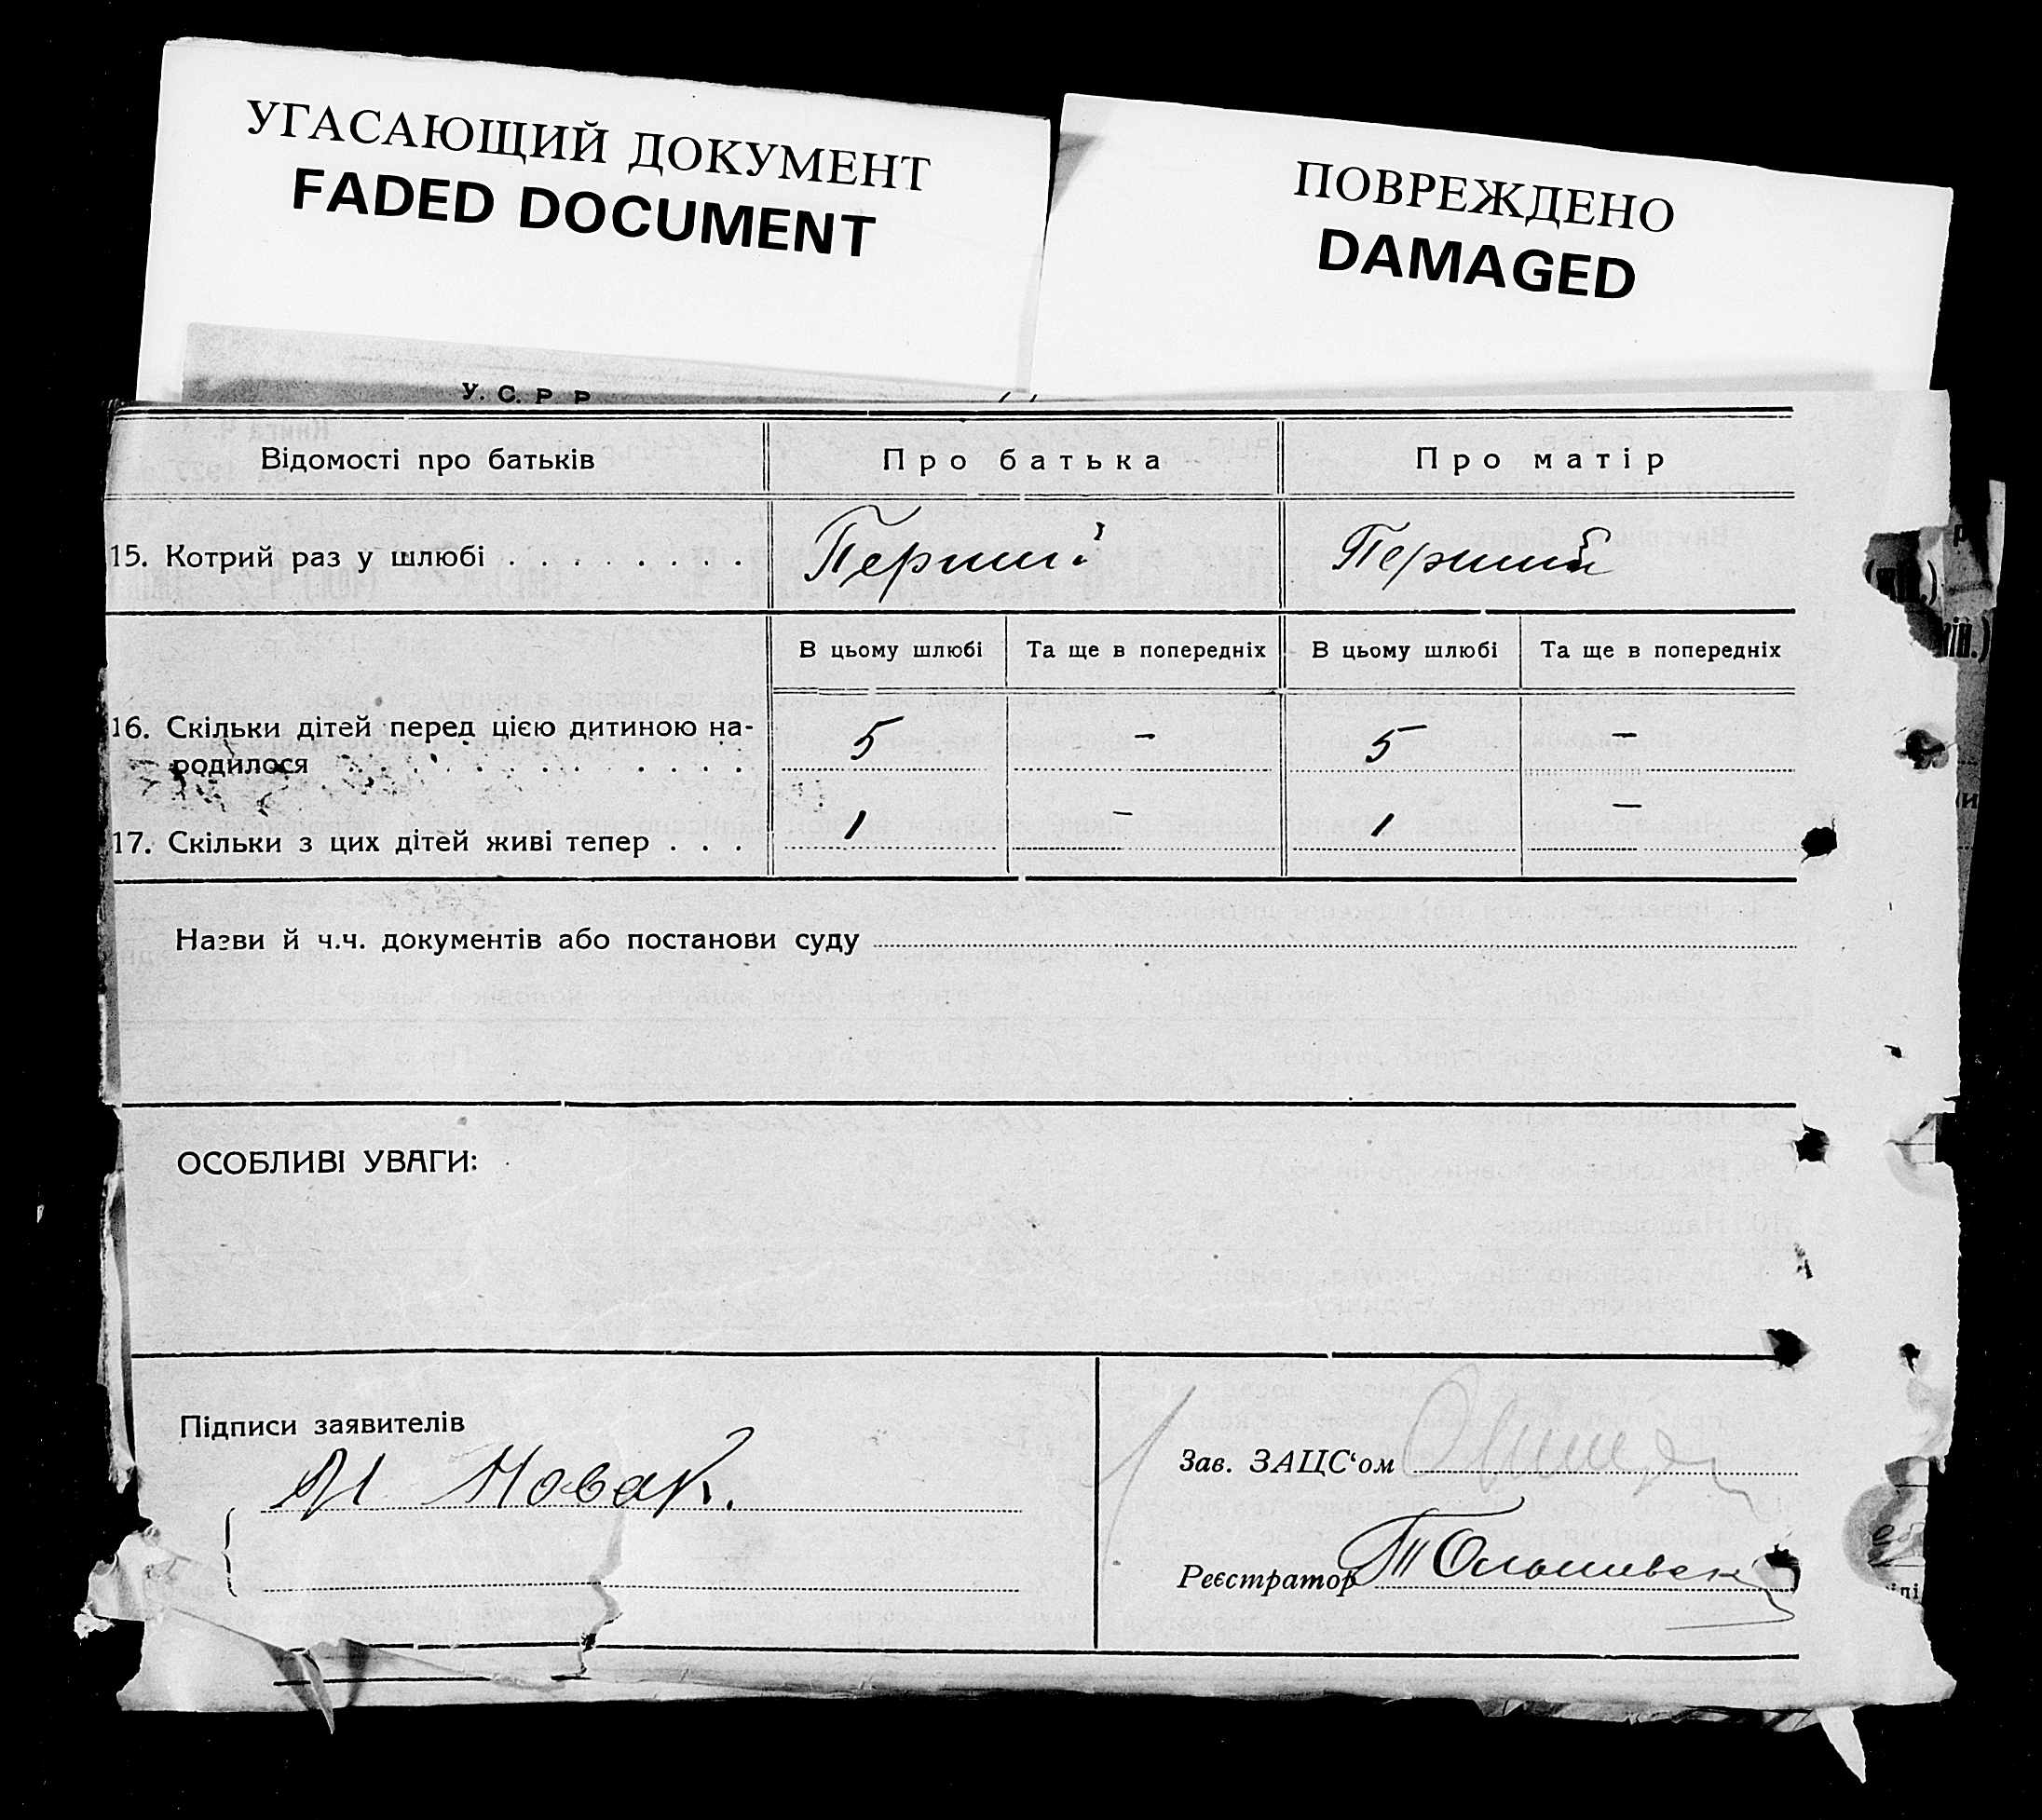 УГАСАЮЩИЙ ДОКУМЕНТ
FADED DOCUMENT
ПОВРЕЖДЕНО
DAMAGED
У. С. Р Р
Відомості про батьків Про батька Про матір
15. Котрий раз у шлюбі . . . . . . . . Перший Перший
В цьому шлюбі Та ще в попередніх В цьому шлюбі Та ще в попередніх
16. Скільки дітей перед цією дитиною на-
родилося . . . . . . . . . . 5 – 5 –
17. Скільки з цих дітей живі тепер . . . 1 – 1 –
Назви й ч.ч. документів або постанови суду
ОСОБЛИВІ УВАГИ:
Підписи заявителів
Новак.
Зав. ЗАЦС‘ом
Реєстратор